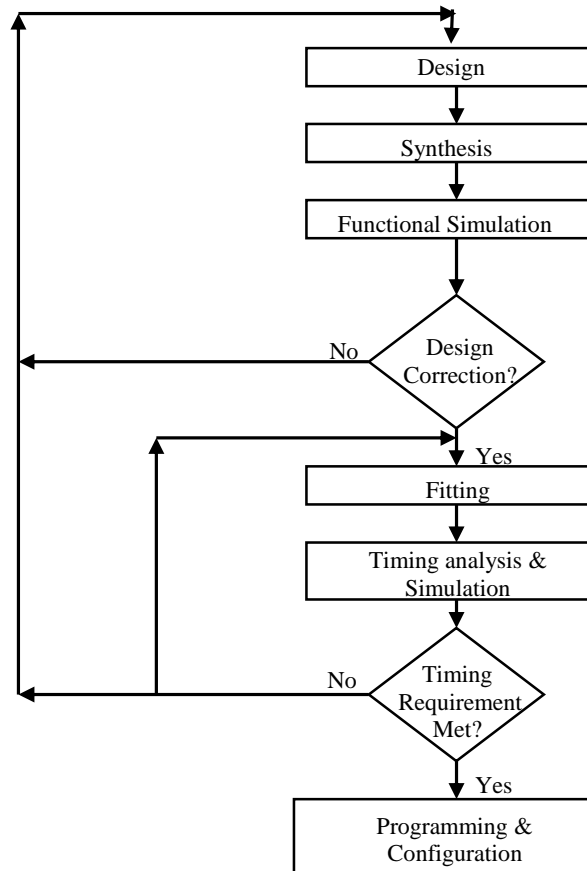 Design
Synthesis
Functional Simulation
No
Design
Correction?
Yes
Fitting
Timing analysis &
Simulation
No
Timing
Requirement
Met?
Yes
Programming &
Configuration